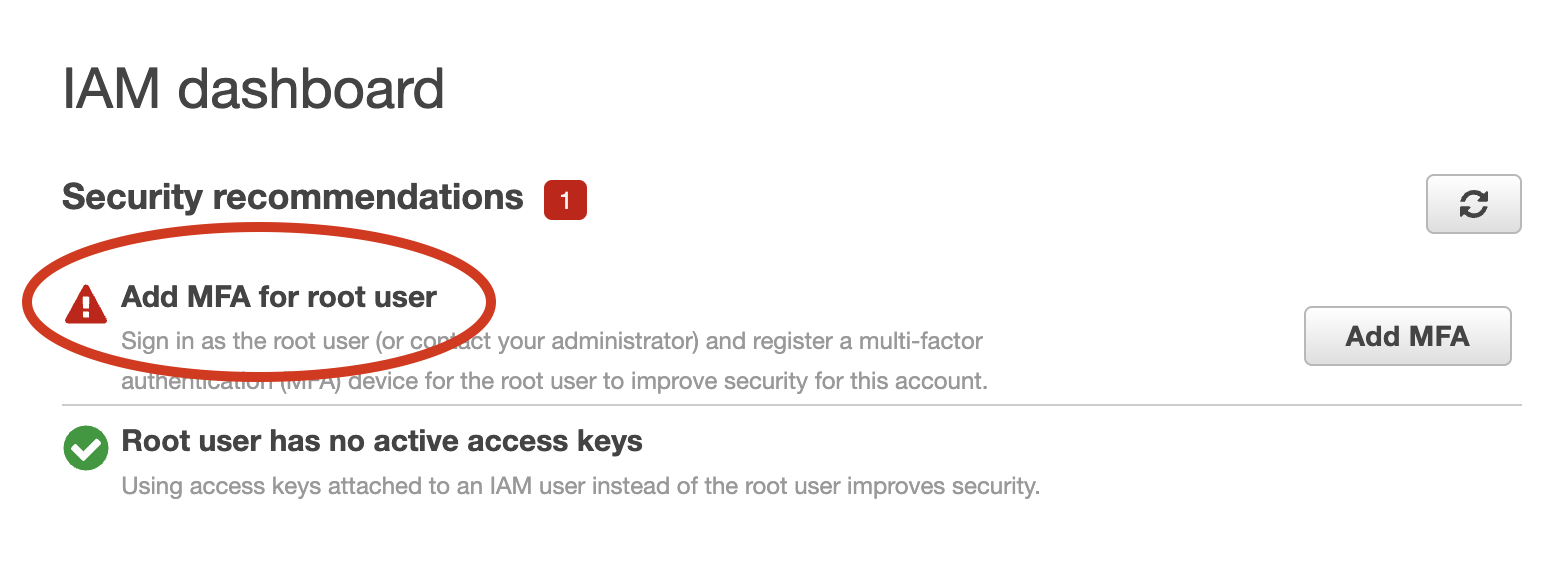 IAM dashboard
Security recommendations 1
Add MFA for root user
Sign in as the root user (or contact your administrator) and register a multi-factor
authentication (MFA) device for the root user to improve security for this account.
Add MFA
Root user has no active access keys
Using access keys attached to an IAM user instead of the root user improves security.